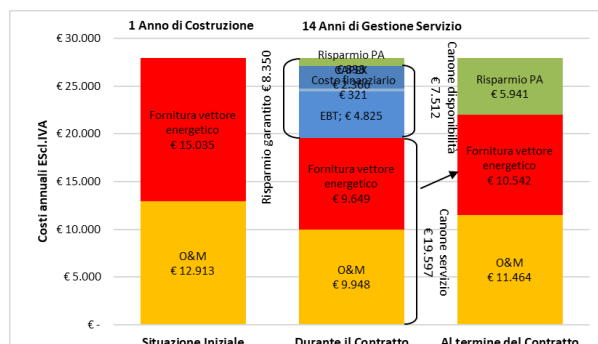 1 Anno di Costruzione
14 Anni di Gestione Servizio
Costi annuali EScl.IVA
€ 30.000
€ 25.000
€ 20.000
€ 15.000
€ 10.000
€ 5.000
€ -
Fornitura vettore
energetico
€ 15.035
O&M
€ 12.913
Risparmio garantito € 8.350
Risparmio PA
CAPEX
€ 2.366
Costo finanziario
€ 321
EBT; € 4.825
Fornitura vettore
energetico
€ 9.649
O&M
€ 9.948
Canone disponibilità
€ 7.512
Canone servizio
€ 19.597
Risparmio PA
€ 5.941
Fornitura vettore
energetico
€ 10.542
O&M
€ 11.464
Situazione Iniziale
Durante il Contratto
Al termine del Contratto